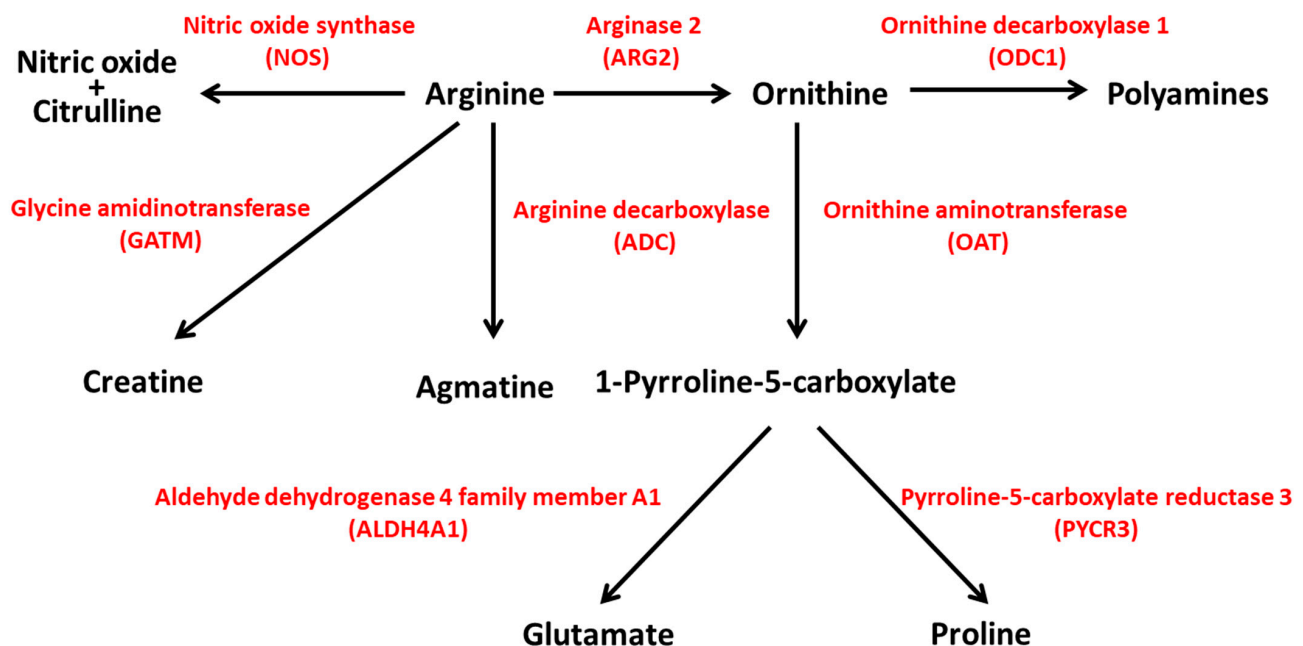 Nitric oxide synthase
(NOS)
Arginase 2
(ARG2)
Ornithine decarboxylase 1
(ODC1)
Nitric oxide
+
Citrulline
Arginine
Ornithine
Polyamines
Glycine amidinotransferase
(GATM)
Arginine decarboxylase
(ADC)
Ornithine aminotransferase
(OAT)
Creatine
Agmatine
1-Pyrroline-5-carboxylate
Aldehyde dehydrogenase 4 family member A1
(ALDH4A1)
Pyrroline-5-carboxylate reductase 3
(PYCR3)
Glutamate
Proline